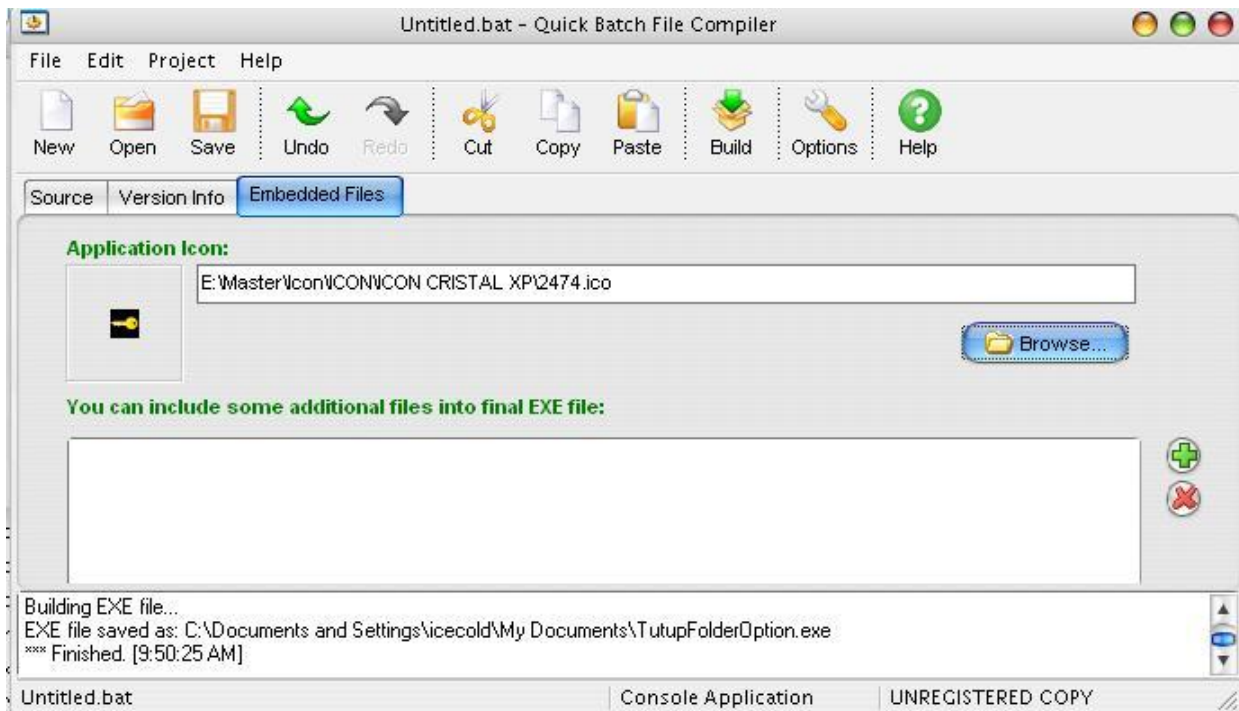 Untitled.bat - Quick Batch File Compiler
File Edit Project Help
New Open Save Undo Redo Cut Copy Paste Build Options Help
Source Version Info Embedded Files
Application Icon:
E:\Master\Icon\ICON\ICON CRISTAL XP\2474.ico
Browse...
You can include some additional files into final EXE file:
Building EXE file...
EXE file saved as: C:\Documents and Settings\icecold\My Documents\TutupFolderOption.exe
*** Finished. [9:50:25 AM]
Untitled.bat Console Application UNREGISTERED COPY